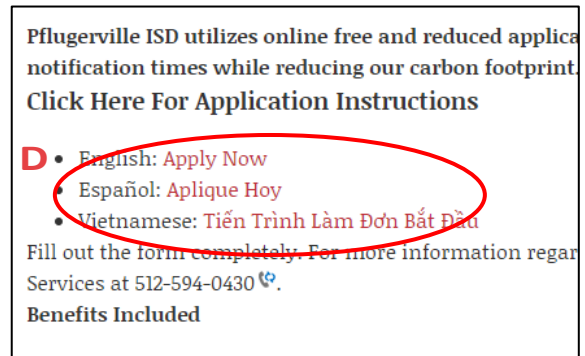 Pflugerville ISD utilizes online free and reduced applica
notification times while reducing our carbon footprint.
Click Here For Application Instructions
D
• English: Apply Now
• Español: Aplique Hoy
• Vietnamese: Tiến Trình Làm Đơn Bắt Đầu
Fill out the form completely. For more information regar
Services at 512-594-0430
Benefits Included